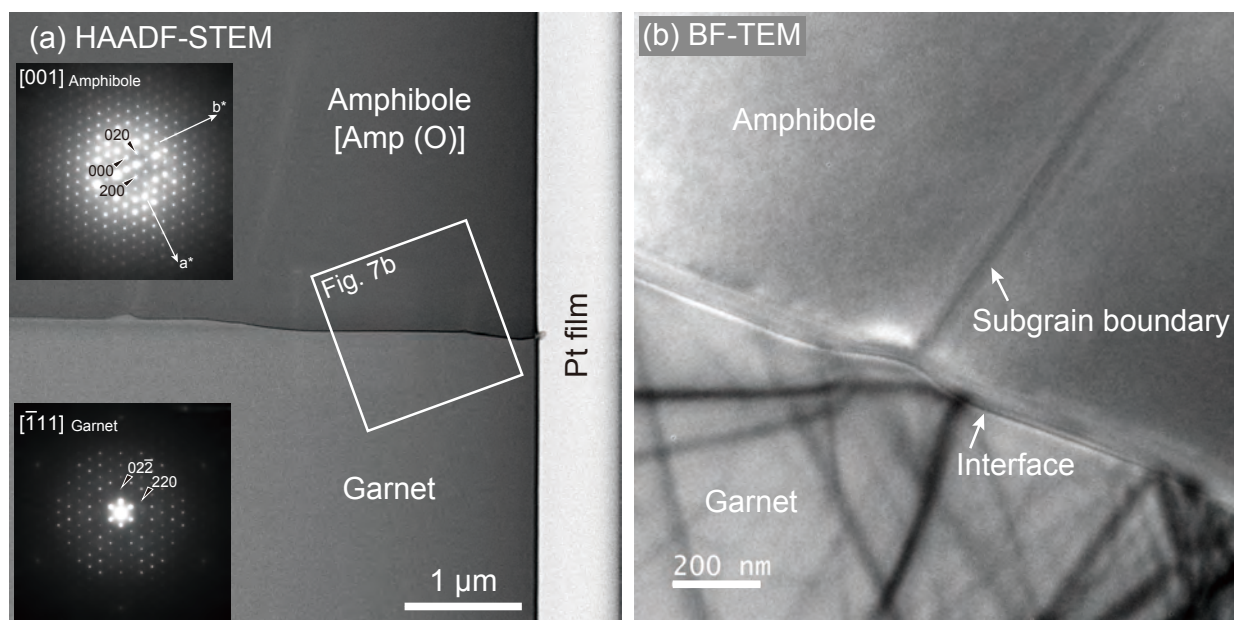 (a) HAADF-STEM
[001] Amphibole
b*
020
000
200
a*
Amphibole
[Amp (O)]
Fig. 7b
Pt film
[1̅11] Garnet
022̅
220
Garnet
1 μm
(b) BF-TEM
Amphibole
Subgrain boundary
Interface
Garnet
200 nm